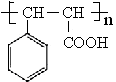 [ CH — CH ]n
COOH